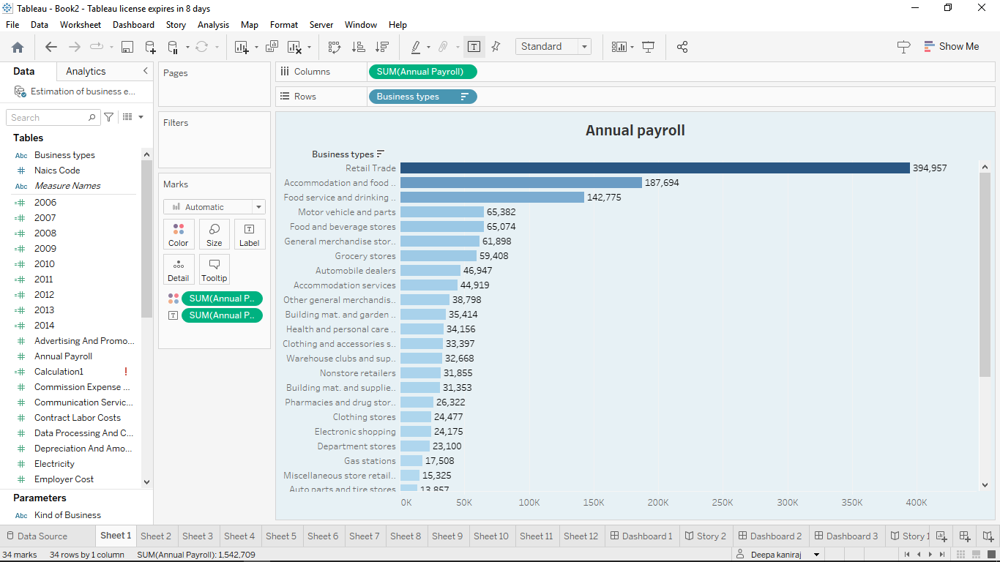 Tableau - Book2 - Tableau license expires in 8 days
File Data Worksheet Dashboard Story Analysis Map Format Server Window Help
Standard
Show Me
Data Analytics
Estimation of business e...
Search
Tables
Abc Business types
# Naics Code
Abc Measure Names
=# 2006
=# 2007
=# 2008
=# 2009
=# 2010
=# 2011
=# 2012
=# 2013
=# 2014
# Advertising And Promo...
# Annual Payroll
=# Calculation1 !
# Commission Expense ...
# Communication Servic...
# Contract Labor Costs
# Data Processing And C...
# Depreciation And Amo...
# Electricity
# Employer Cost
Parameters
Abc Kind of Business
Pages
Filters
Marks
Automatic
Color Size Label
Detail Tooltip
SUM(Annual P..
SUM(Annual P..
Columns SUM(Annual Payroll)
Rows Business types
Annual payroll
Business types
Retail Trade 394,957
Accommodation and food .. 187,694
Food service and drinking .. 142,775
Motor vehicle and parts 65,382
Food and beverage stores 65,074
General merchandise stor.. 61,898
Grocery stores 59,408
Automobile dealers 46,947
Accommodation services 44,919
Other general merchandis.. 38,798
Building mat. and garden .. 35,414
Health and personal care .. 34,156
Clothing and accessories s.. 33,397
Warehouse clubs and sup.. 32,668
Nonstore retailers 31,855
Building mat. and supplie.. 31,353
Pharmacies and drug stor.. 26,322
Clothing stores 24,477
Electronic shopping 24,175
Department stores 23,100
Gas stations 17,508
Miscellaneous store retail.. 15,325
Auto parts and tire stores 13,857
0K 50K 100K 150K 200K 250K 300K 350K 400K
Data Source Sheet 1 Sheet 2 Sheet 3 Sheet 4 Sheet 5 Sheet 6 Sheet 7 Sheet 8 Sheet 9 Sheet 10 Sheet 11 Sheet 12 Dashboard 1 Story 2 Dashboard 2 Dashboard 3 Story 1
34 marks 34 rows by 1 column SUM(Annual Payroll): 1,542,709 Deepa kaniraj